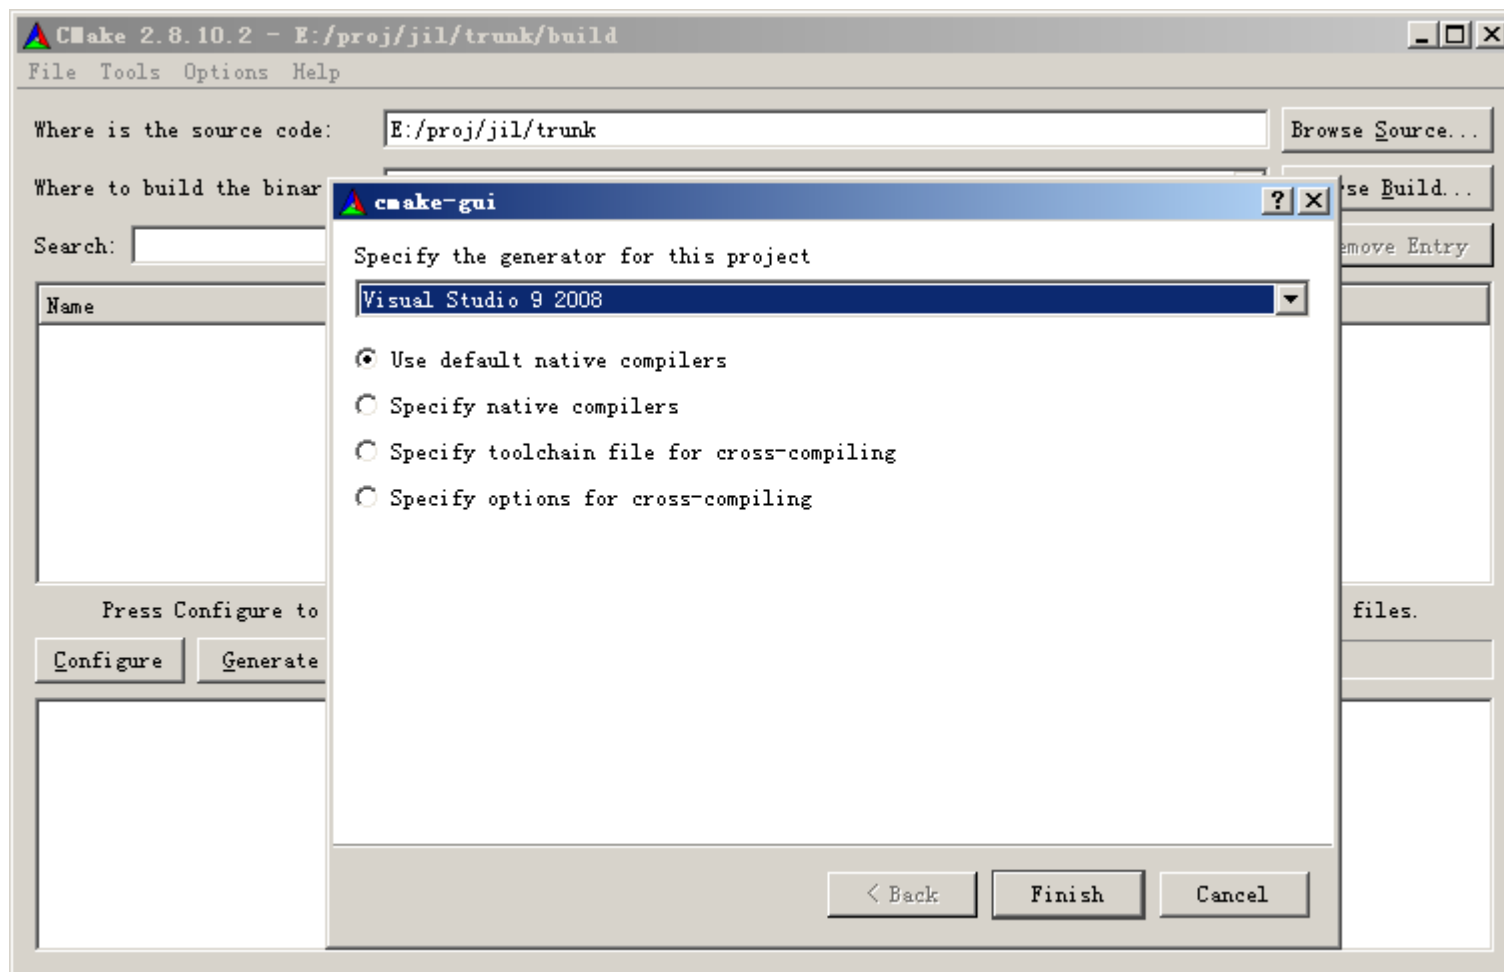 CMake 2.8.10.2 - E:/proj/jil/trunk/build
File Tools Options Help
Where is the source code: E:/proj/jil/trunk Browse Source...
Where to build the binar Build...
cmake-gui
Search: Entry
Specify the generator for this project
Name
Visual Studio 9 2008
Use default native compilers
Specify native compilers
Specify toolchain file for cross-compiling
Specify options for cross-compiling
Press Configure to files.
Configure Generate
< Back Finish Cancel